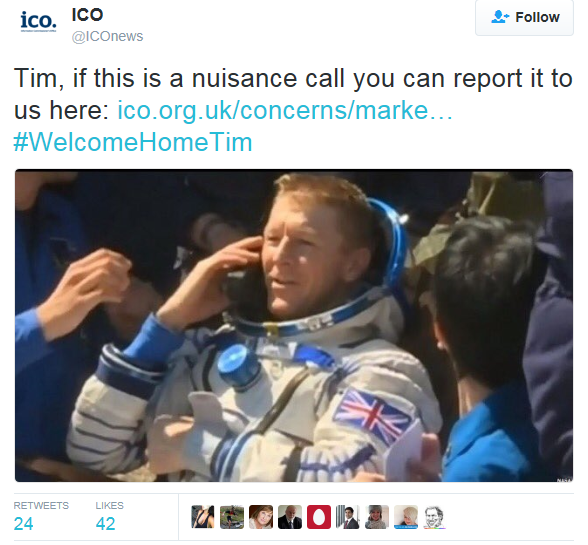 ico.
ICO
@ICOnews
Follow
Tim, if this is a nuisance call you can report it to
us here: ico.org.uk/concerns/marke…
#WelcomeHomeTim
NASA
RETWEETS
LIKES
24
42